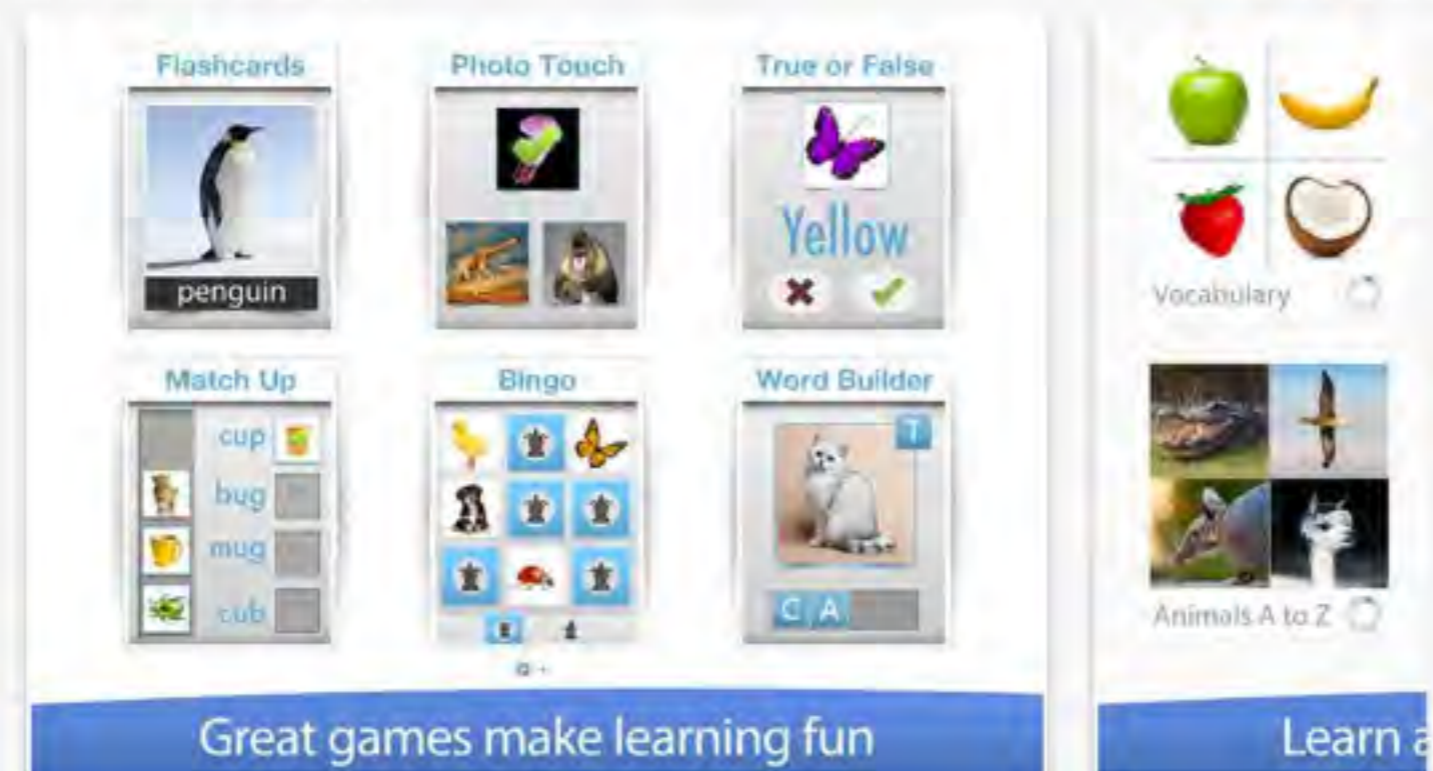 Flashcards
Photo Touch
True or False
penguin
Yellow
Match Up
cup
bug
mug
cub
Bingo
Word Builder
T
C A
Great games make learning fun
Vocabulary
Animals A to Z
Learn a